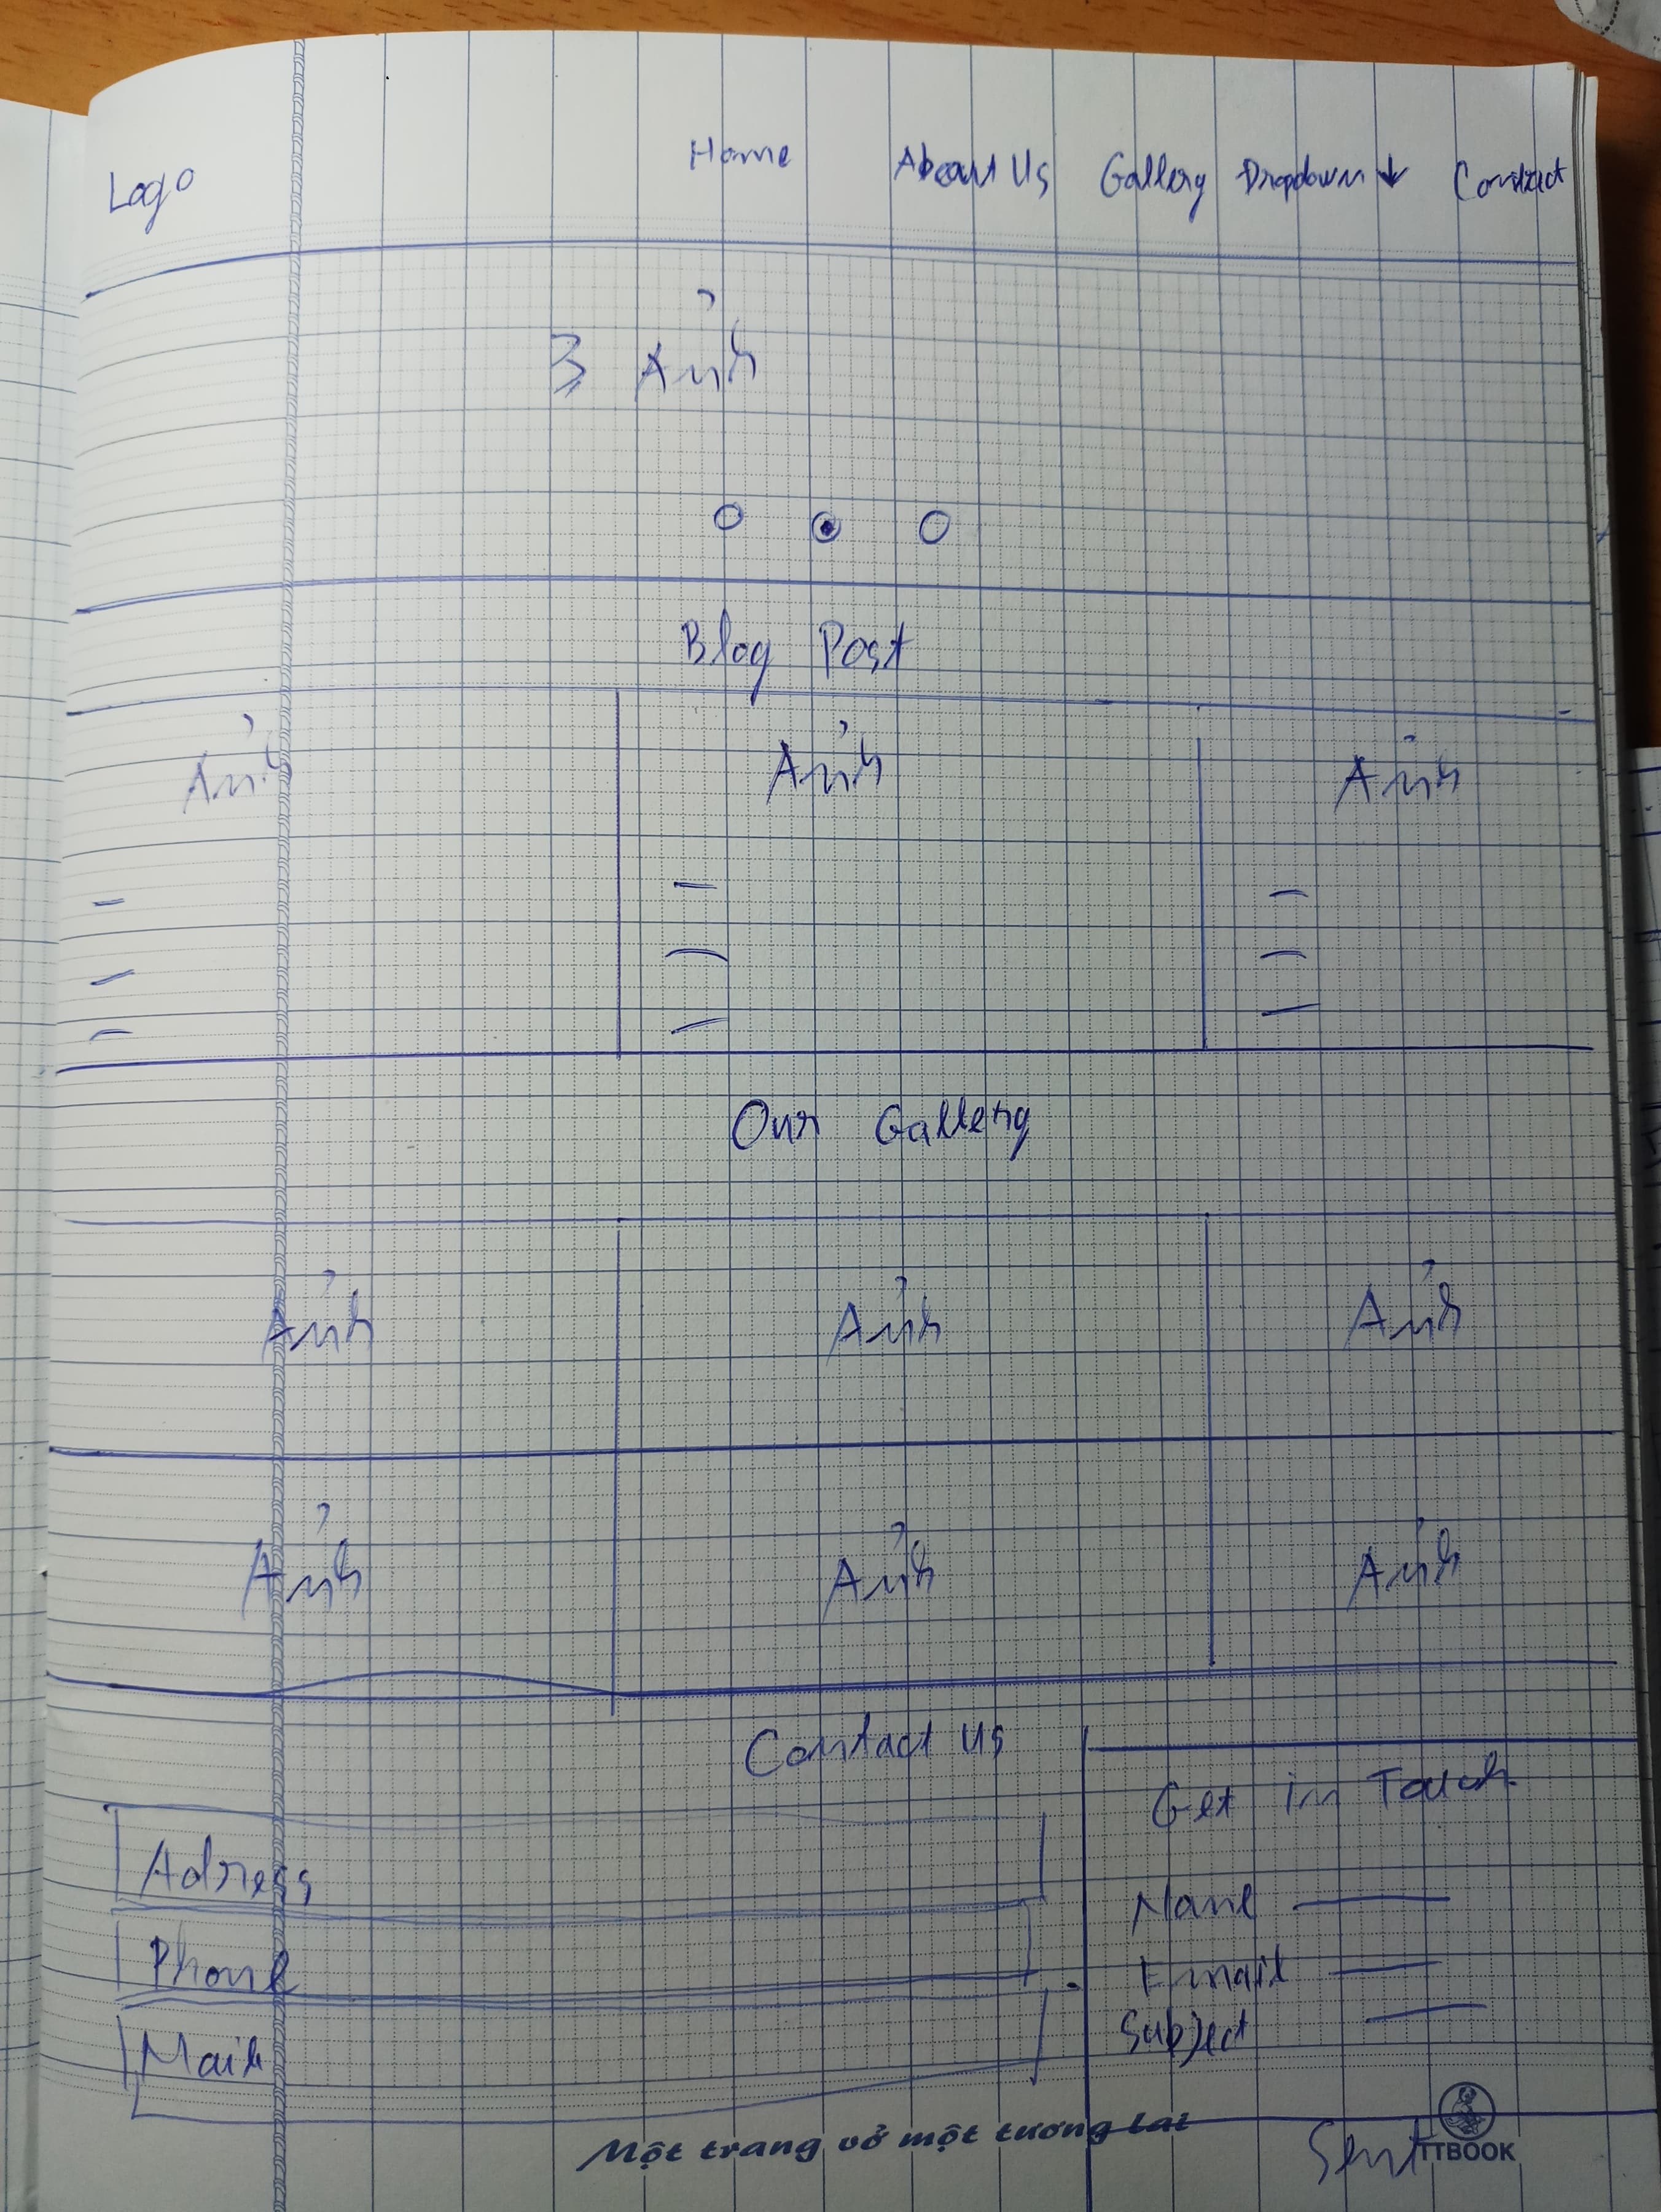 Logo Home About Us Gallery Dropdown ↓ Contact
3 Ảnh
Blog Post
Ảnh Ảnh Ảnh
Our Gallery
Ảnh Ảnh Ảnh
Ảnh Ảnh Ảnh
Contact Us
Get in Touch
Adress
Name
Phone
Email
Subject
Mail
Một trang vở một tương lai
Sent
TTBOOK